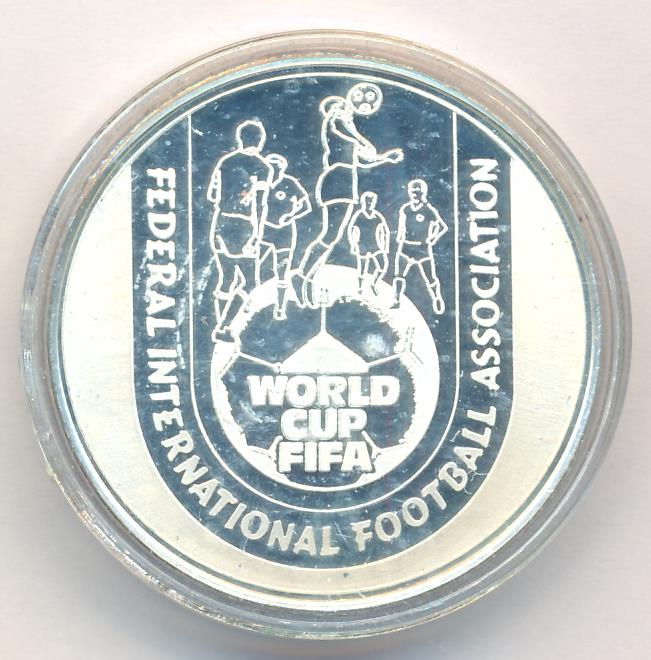 FEDERAL INTERNATIONAL FOOTBALL ASSOCIATION
WORLD
CUP
FIFA